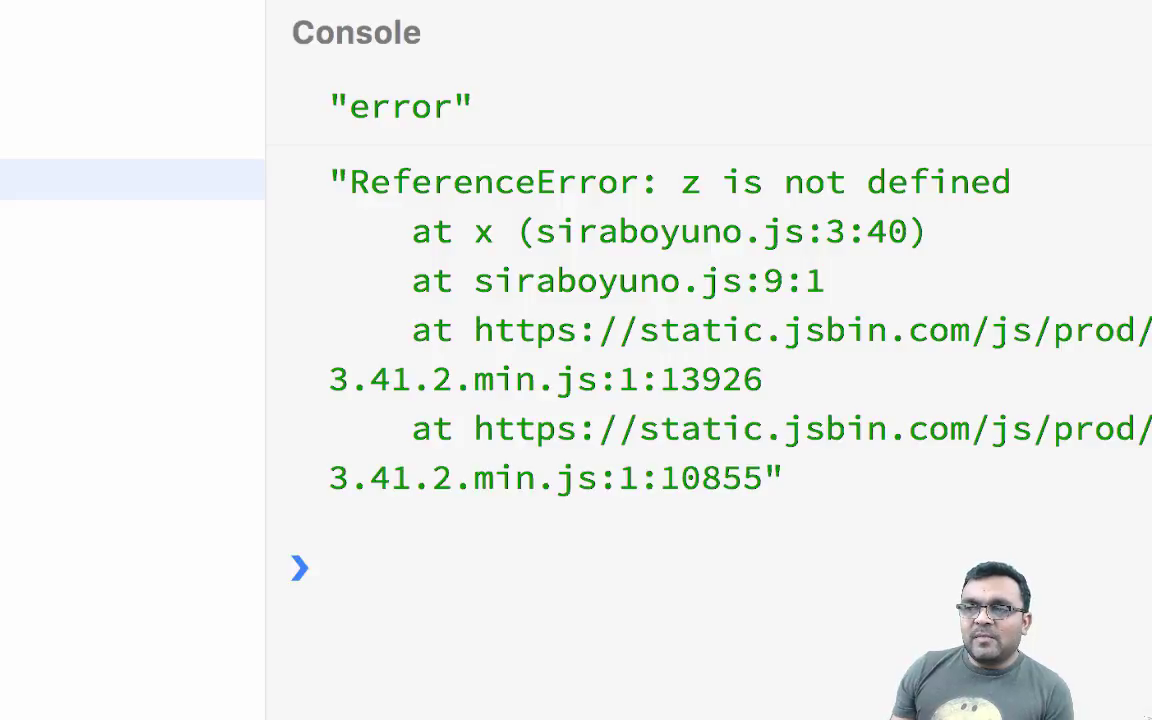 Console
"error"
"ReferenceError: z is not defined
at x (siraboyuno.js:3:40)
at siraboyuno.js:9:1
at https://static.jsbin.com/js/prod/
3.41.2.min.js:1:13926
at https://static.jsbin.com/js/prod/
3.41.2.min.js:1:10855"
❯